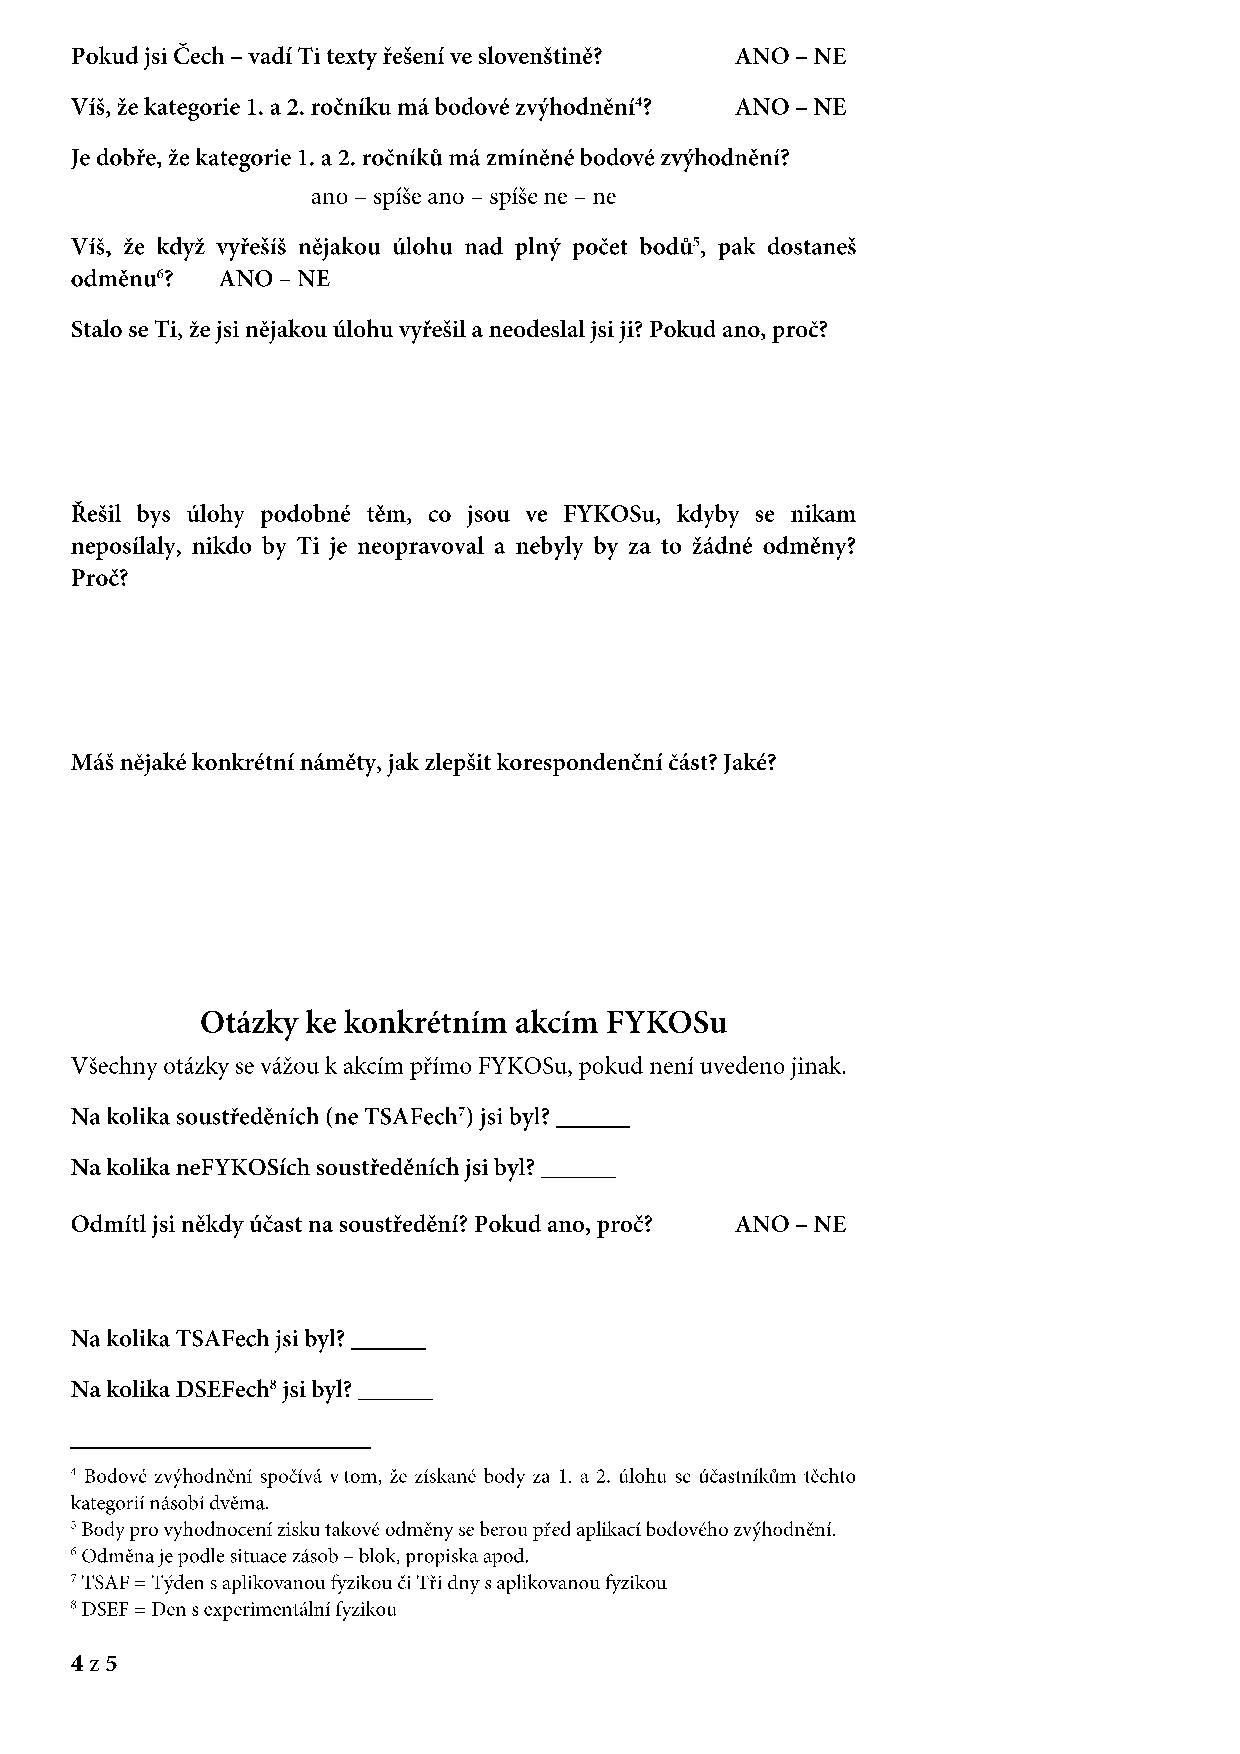 Pokud jsi Čech – vadí Ti texty řešení ve slovenštině? ANO – NE
Víš, že kategorie 1. a 2. ročníku má bodové zvýhodnění⁴? ANO – NE
Je dobře, že kategorie 1. a 2. ročníků má zmíněné bodové zvýhodnění?
ano – spíše ano – spíše ne – ne
Víš, že když vyřešíš nějakou úlohu nad plný počet bodů⁵, pak dostaneš
odměnu⁶? ANO – NE
Stalo se Ti, že jsi nějakou úlohu vyřešil a neodeslal jsi ji? Pokud ano, proč?
Řešil bys úlohy podobné těm, co jsou ve FYKOSu, kdyby se nikam
neposílaly, nikdo by Ti je neopravoval a nebyly by za to žádné odměny?
Proč?
Máš nějaké konkrétní náměty, jak zlepšit korespondenční část? Jaké?
Otázky ke konkrétním akcím FYKOSu
Všechny otázky se vážou k akcím přímo FYKOSu, pokud není uvedeno jinak.
Na kolika soustředěních (ne TSAFech⁷) jsi byl? ______
Na kolika neFYKOSích soustředěních jsi byl? ______
Odmítl jsi někdy účast na soustředění? Pokud ano, proč? ANO – NE
Na kolika TSAFech jsi byl? ______
Na kolika DSEFech⁸ jsi byl? ______
⁴ Bodové zvýhodnění spočívá v tom, že získané body za 1. a 2. úlohu se účastníkům těchto
kategorií násobí dvěma.
⁵ Body pro vyhodnocení zisku takové odměny se berou před aplikací bodového zvýhodnění.
⁶ Odměna je podle situace zásob – blok, propiska apod.
⁷ TSAF = Týden s aplikovanou fyzikou či Tři dny s aplikovanou fyzikou
⁸ DSEF = Den s experimentální fyzikou
4 z 5